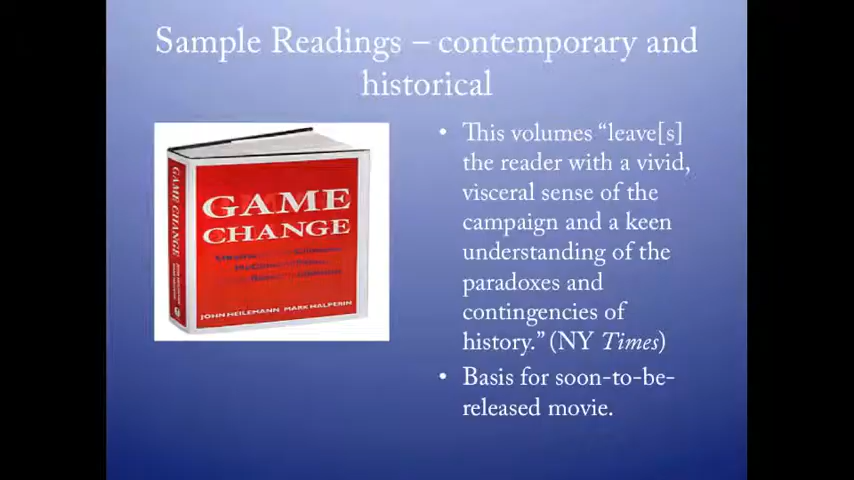 Sample Readings – contemporary and
historical
GAME CHANGE
GAME
CHANGE
JOHN HEILEMANN MARK HALPERIN
• This volumes “leave[s]
the reader with a vivid,
visceral sense of the
campaign and a keen
understanding of the
paradoxes and
contingencies of
history.” (NY Times)
• Basis for soon-to-be-
released movie.